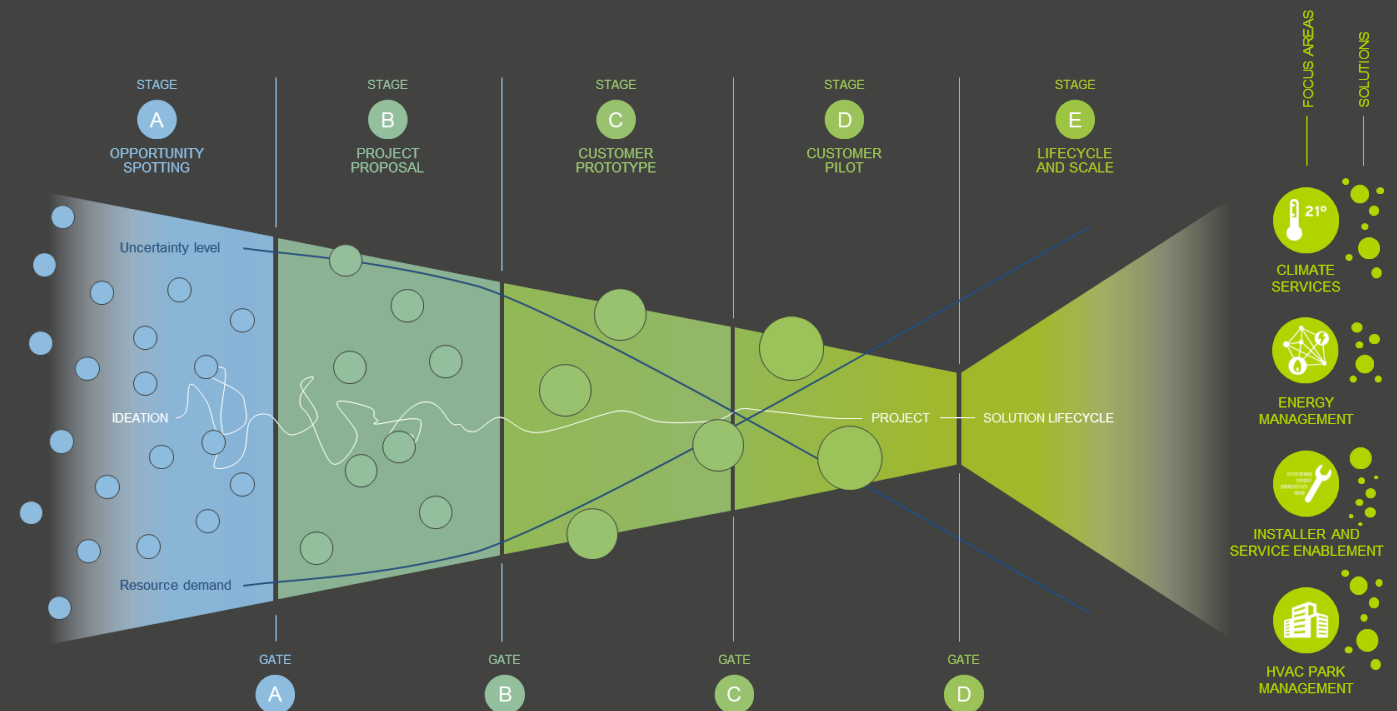 FOCUS AREAS
SOLUTIONS
STAGE
A
OPPORTUNITY
SPOTTING
STAGE
B
PROJECT
PROPOSAL
STAGE
C
CUSTOMER
PROTOTYPE
STAGE
D
CUSTOMER
PILOT
STAGE
E
LIFECYCLE
AND SCALE
Uncertainty level
IDEATION
PROJECT
SOLUTION LIFECYCLE
Resource demand
21°
CLIMATE
SERVICES
ENERGY
MANAGEMENT
INSTALLER AND
SERVICE ENABLEMENT
HVAC PARK
MANAGEMENT
GATE
A
GATE
B
GATE
C
GATE
D